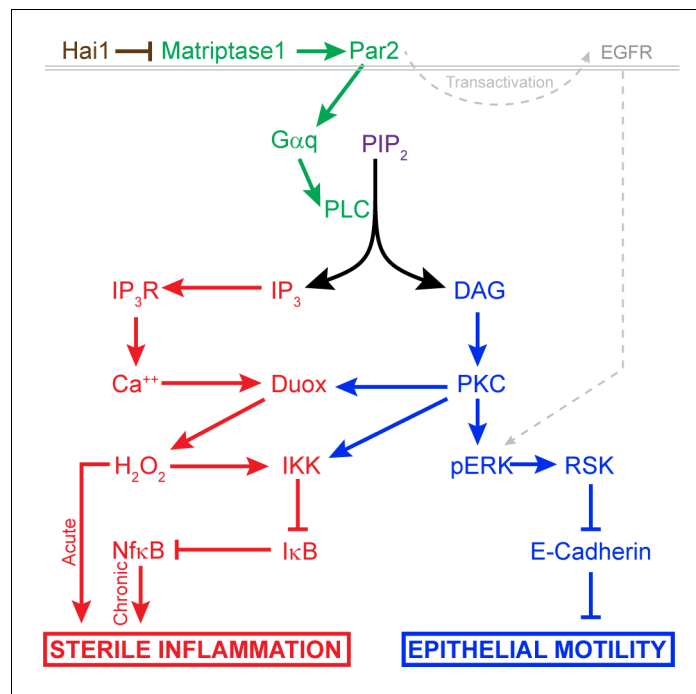 Hai1 Matriptase1 Par2 EGFR
Transactivation
Gαq PIP₂
PLC
IP₃R IP₃ DAG
Ca⁺⁺ Duox PKC
H₂O₂ IKK pERK RSK
Acute
NfκB IκB E-Cadherin
Chronic
STERILE INFLAMMATION EPITHELIAL MOTILITY